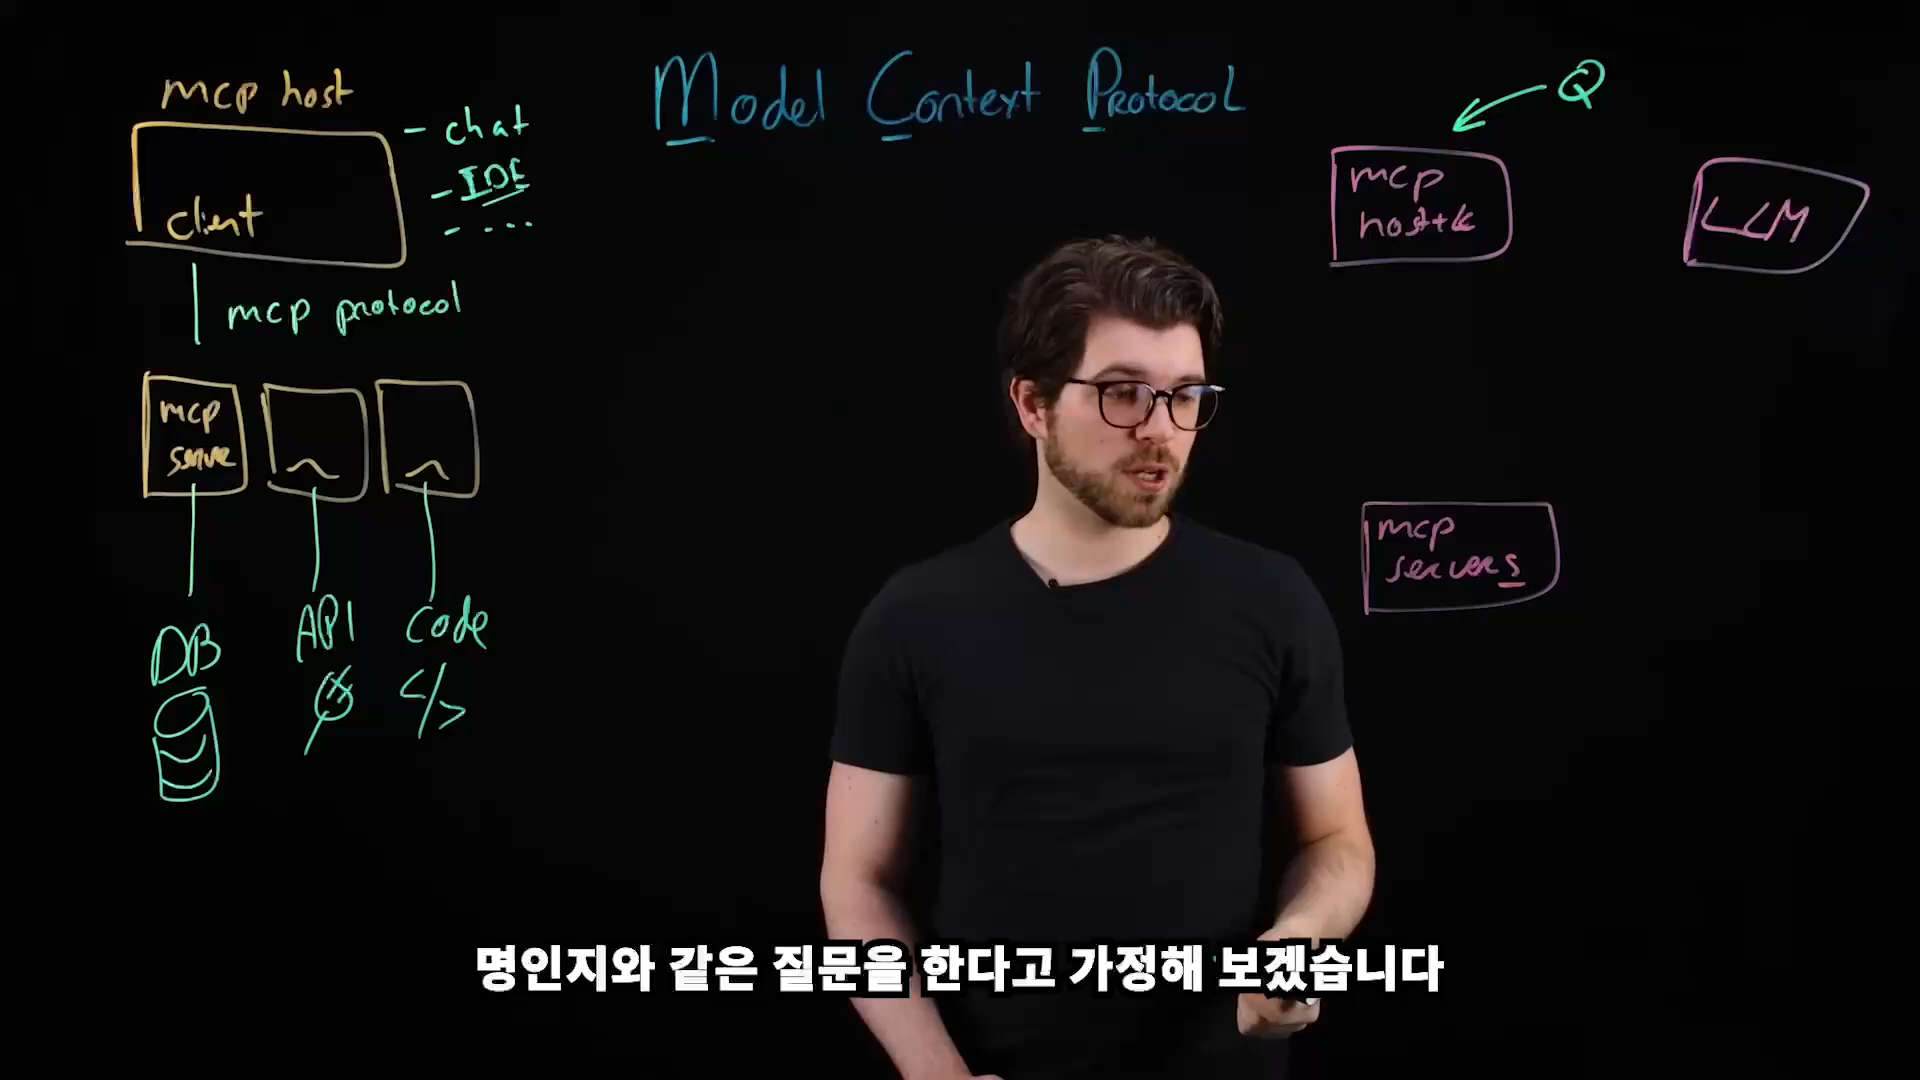 Model Context Protocol
mcp host
client
- chat
- IDE
- ....
mcp protocol
mcp
DB
API
Code
</>
Q
mcp
LLM
mcp
servers
명인지와 같은 질문을 한다고 가정해 보겠습니다